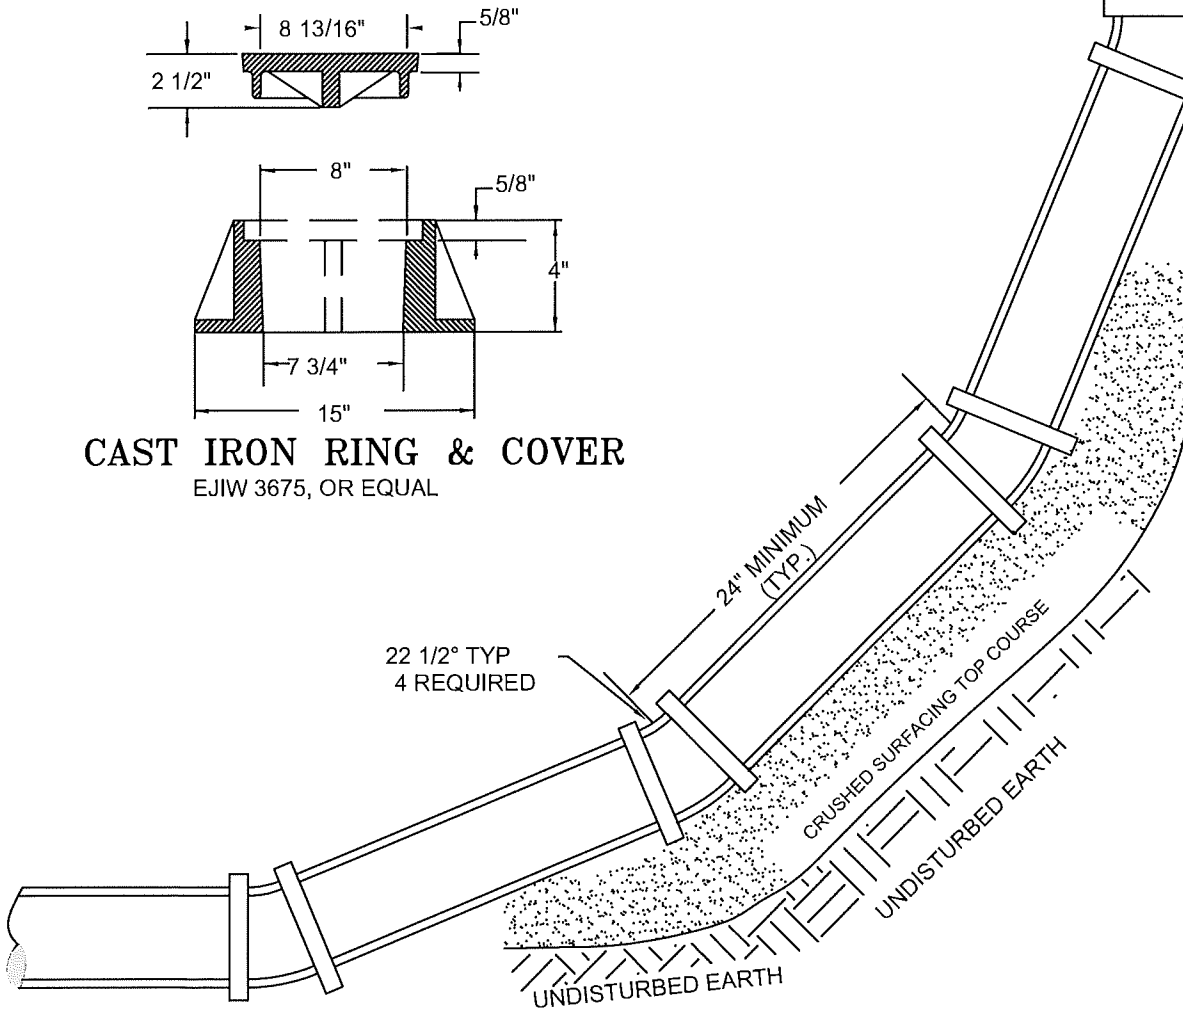 8 13/16"
5/8"
2 1/2"
8"
5/8"
4"
7 3/4"
15"
CAST IRON RING & COVER
EJIW 3675, OR EQUAL
24" MINIMUM
(TYP.)
22 1/2° TYP
4 REQUIRED
CRUSHED SURFACING TOP COURSE
UNDISTURBED EARTH
UNDISTURBED EARTH